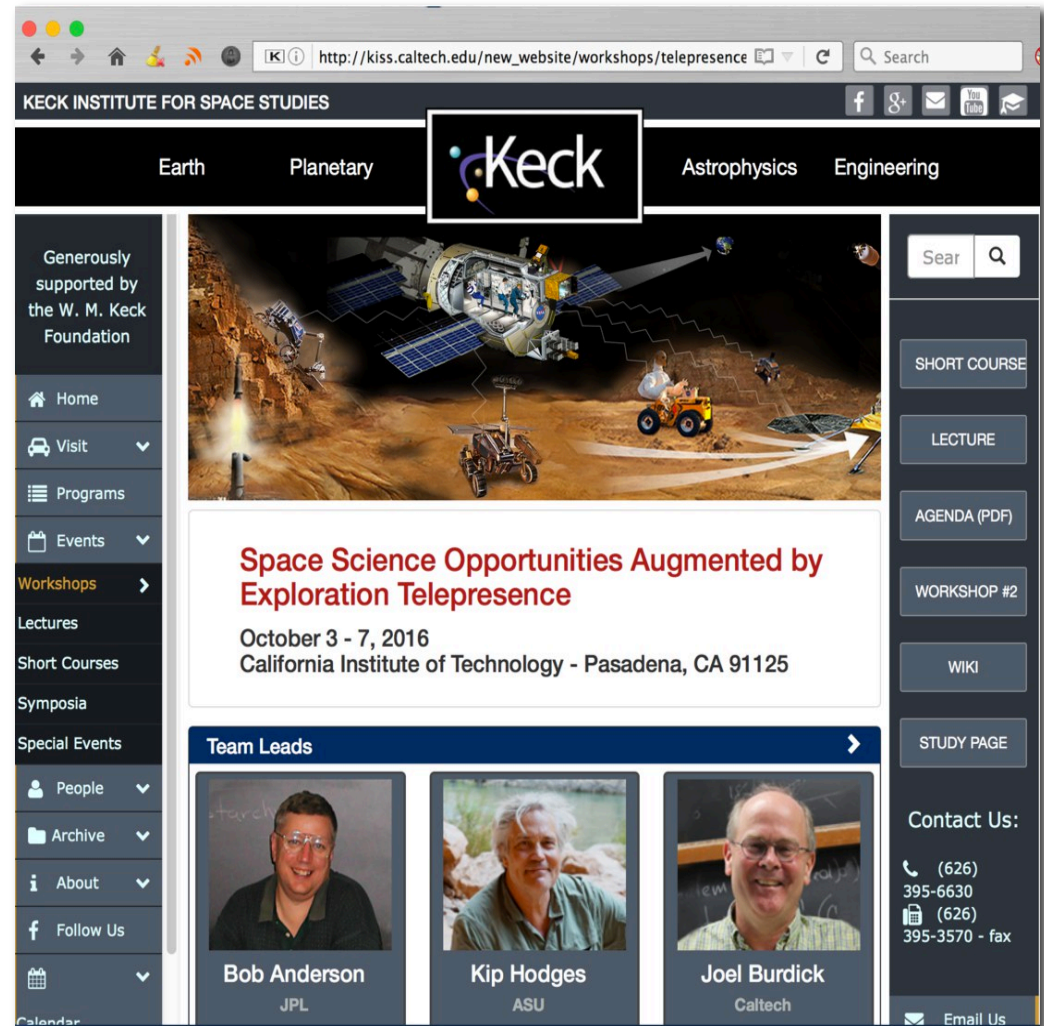 K i http://kiss.caltech.edu/new_website/workshops/telepresence
Search
KECK INSTITUTE FOR SPACE STUDIES
f g+ You Tube
Earth Planetary Keck Astrophysics Engineering
Generously
supported by
the W. M. Keck
Foundation
Home
Visit
Programs
Events
Workshops
Lectures
Short Courses
Symposia
Special Events
People
Archive
i About
f Follow Us
Calendar
Space Science Opportunities Augmented by
Exploration Telepresence
October 3 - 7, 2016
California Institute of Technology - Pasadena, CA 91125
Team Leads
Bob Anderson
JPL
Kip Hodges
ASU
Joel Burdick
Caltech
Sear
SHORT COURSE
LECTURE
AGENDA (PDF)
WORKSHOP #2
WIKI
STUDY PAGE
Contact Us:
(626)
395-6630
(626)
395-3570 - fax
Email Us